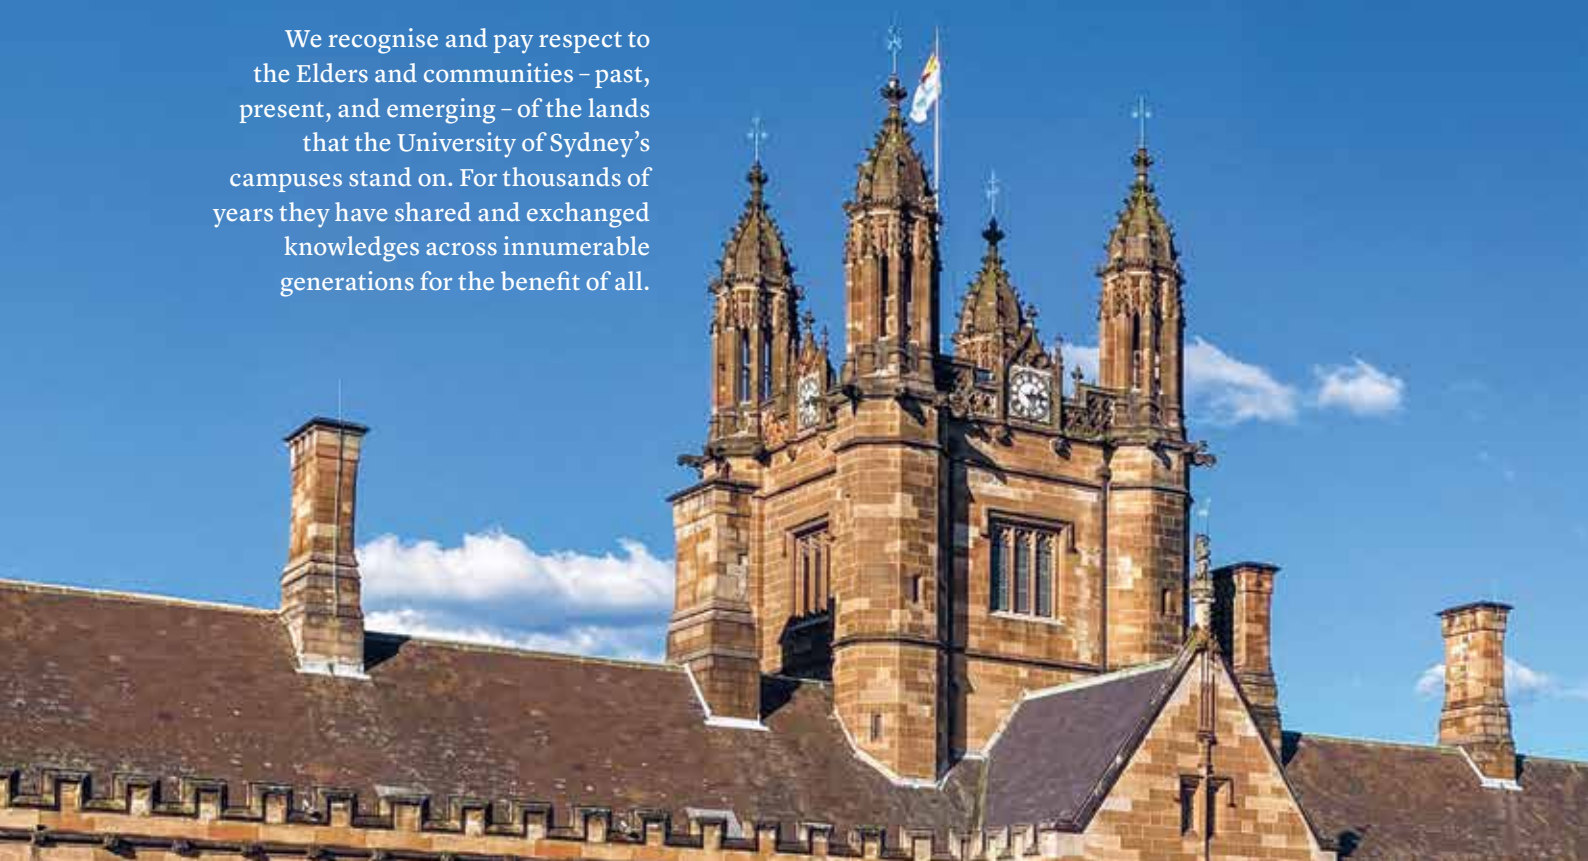 We recognise and pay respect to
the Elders and communities – past,
present, and emerging – of the lands
that the University of Sydney’s
campuses stand on. For thousands of
years they have shared and exchanged
knowledges across innumerable
generations for the benefit of all.